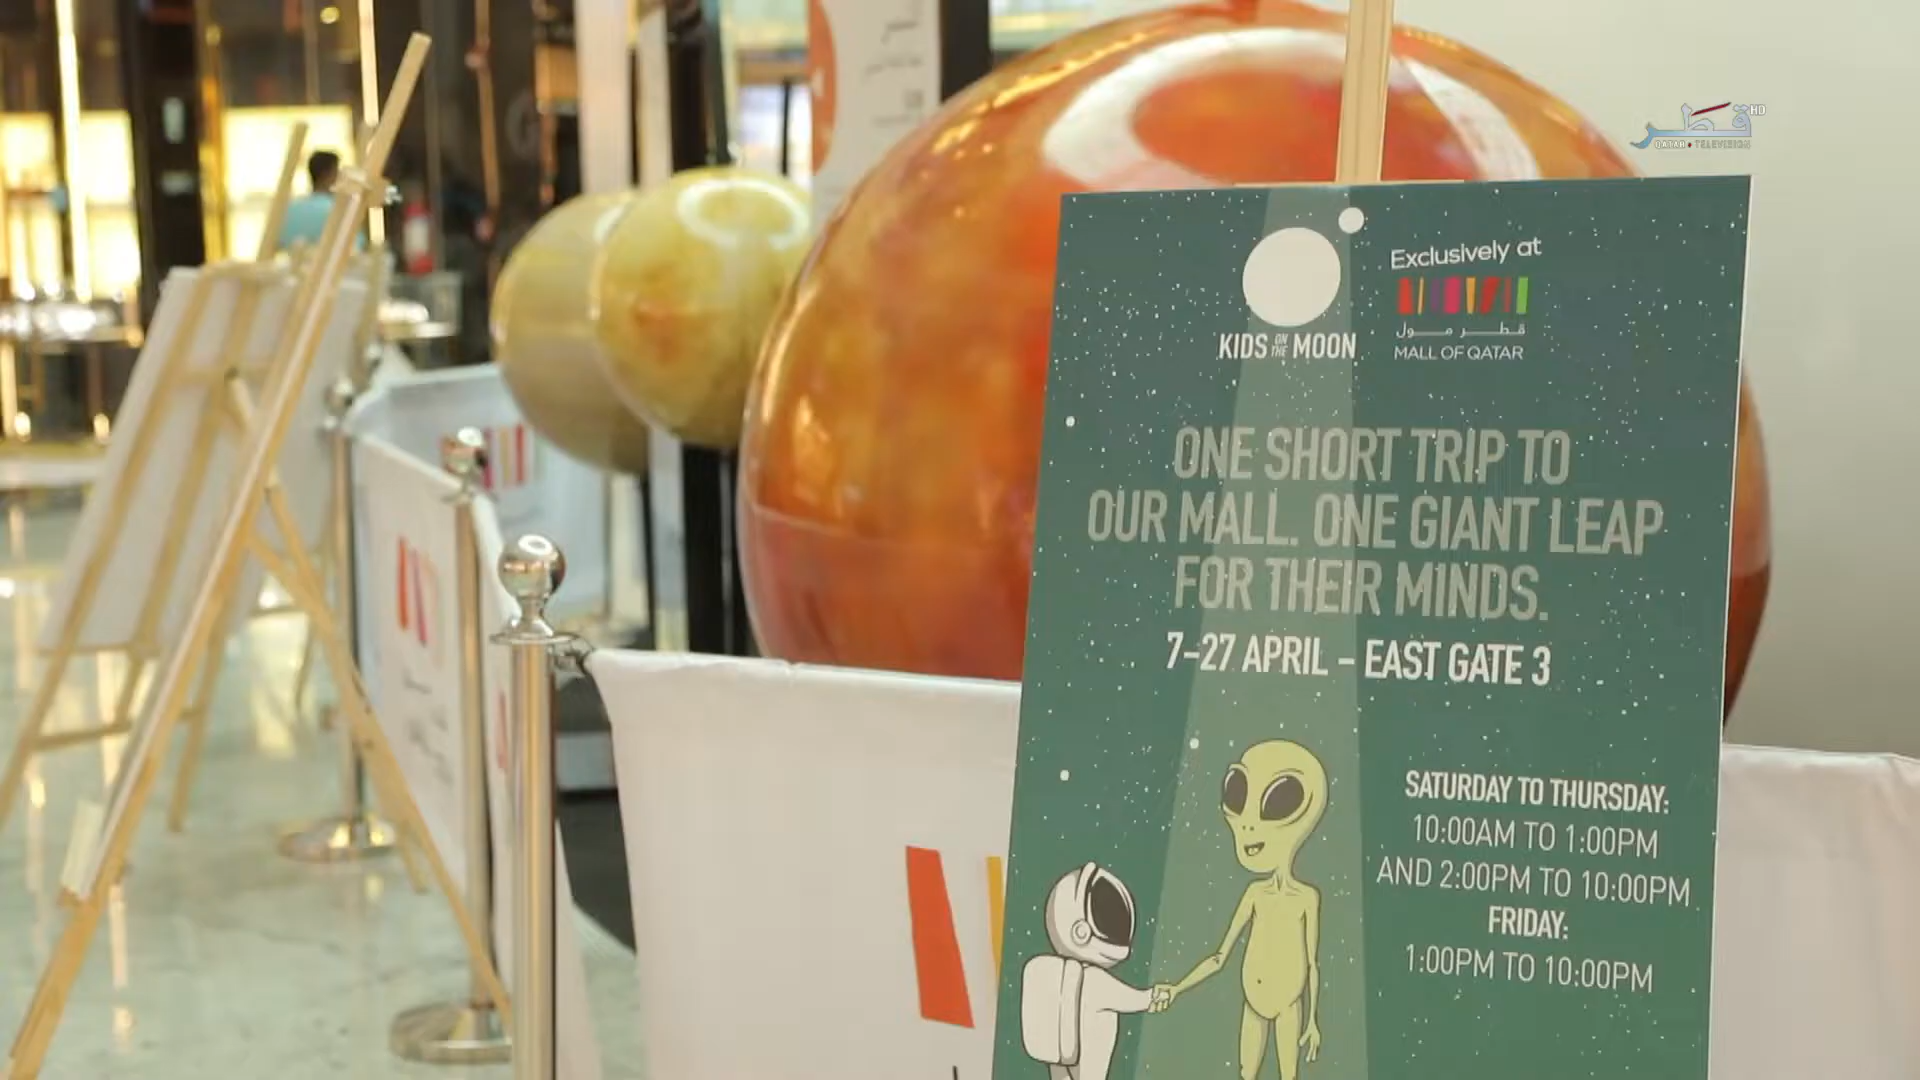 قطر HD
QATAR TELEVISION
KIDS ON THE MOON
Exclusively at
قطر مول
MALL OF QATAR
ONE SHORT TRIP TO
OUR MALL. ONE GIANT LEAP
FOR THEIR MINDS.
7–27 APRIL – EAST GATE 3
SATURDAY TO THURSDAY:
10:00AM TO 1:00PM
AND 2:00PM TO 10:00PM
FRIDAY:
1:00PM TO 10:00PM